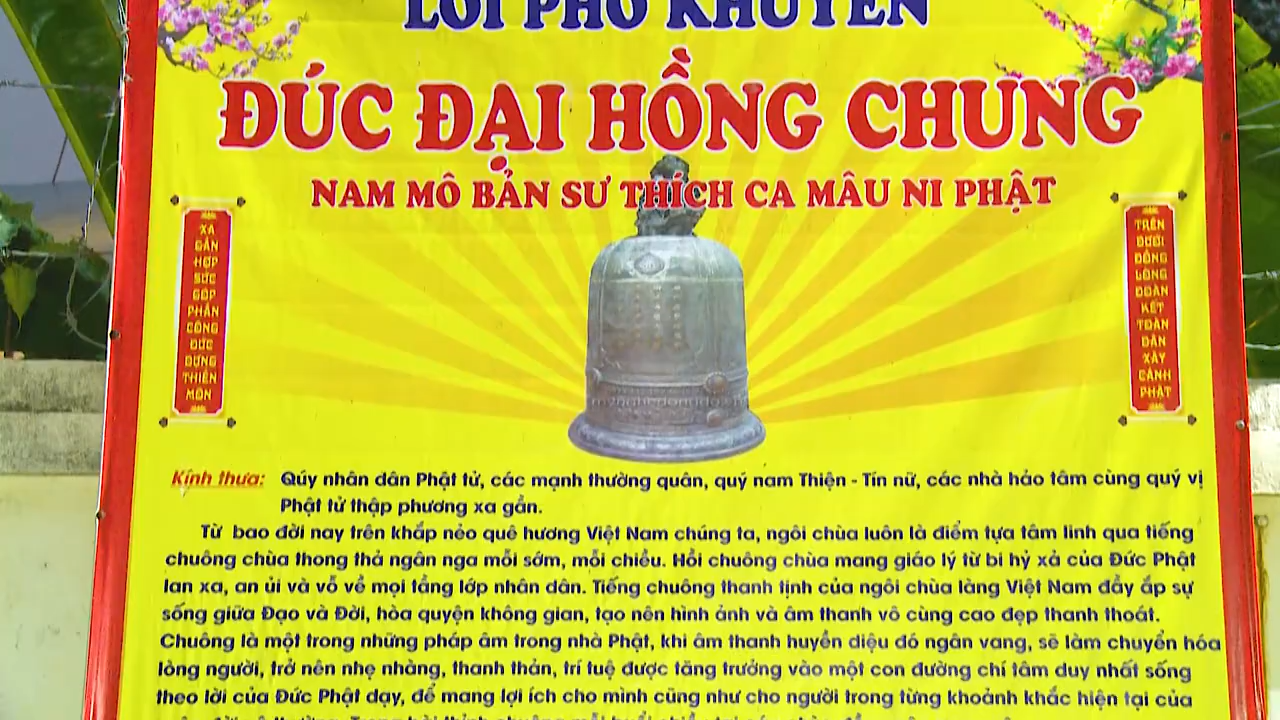 LỜI PHỔ KHUYẾN
ĐÚC ĐẠI HỒNG CHUNG
NAM MÔ BẢN SƯ THÍCH CA MÂU NI PHẬT
XA
GẦN
HỢP
SỨC
GÓP
PHẦN
CÔNG
ĐỨC
DỰNG
THIỀN
MÔN
TRÊN
DƯỚI
ĐỒNG
LÒNG
ĐOÀN
KẾT
TOÀN
DÂN
XÂY
CẢNH
PHẬT
Kính thưa: Qúy nhân dân Phật tử, các mạnh thường quân, quý nam Thiện - Tín nữ, các nhà hảo tâm cùng quý vị
Phật tử thập phương xa gần.
Từ bao đời nay trên khắp nẻo quê hương Việt Nam chúng ta, ngôi chùa luôn là điểm tựa tâm linh qua tiếng
chuông chùa thong thả ngân nga mỗi sớm, mỗi chiều. Hồi chuông chùa mang giáo lý từ bi hỷ xả của Đức Phật
lan xa, an ủi và vỗ về mọi tầng lớp nhân dân. Tiếng chuông thanh tịnh của ngôi chùa làng Việt Nam đầy ắp sự
sống giữa Đạo và Đời, hòa quyện không gian, tạo nên hình ảnh và âm thanh vô cùng cao đẹp thanh thoát.
Chuông là một trong những pháp âm trong nhà Phật, khi âm thanh huyền diệu đó ngân vang, sẽ làm chuyển hóa
lòng người, trở nên nhẹ nhàng, thanh thản, trí tuệ được tăng trưởng vào một con đường chí tâm duy nhất sống
theo lời của Đức Phật dạy, để mang lợi ích cho mình cũng như cho người trong từng khoảnh khắc hiện tại của